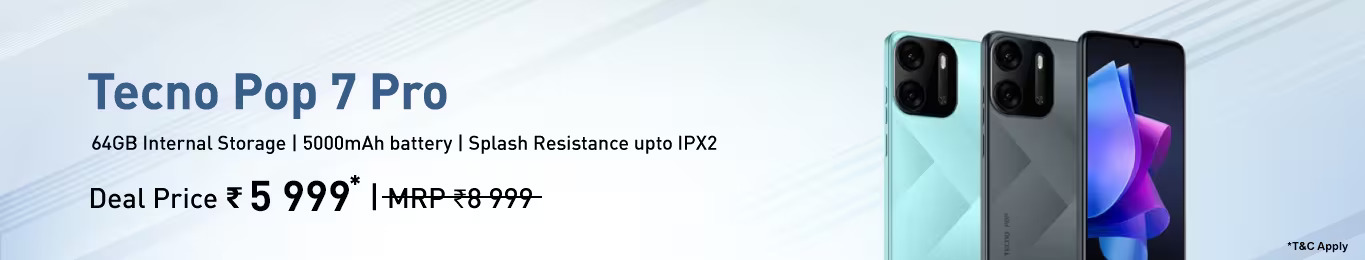 Tecno Pop 7 Pro
64GB Internal Storage | 5000mAh battery | Splash Resistance upto IPX2
Deal Price ₹ 5 999* | MRP ₹8 999
TECNO POP
*T&C Apply